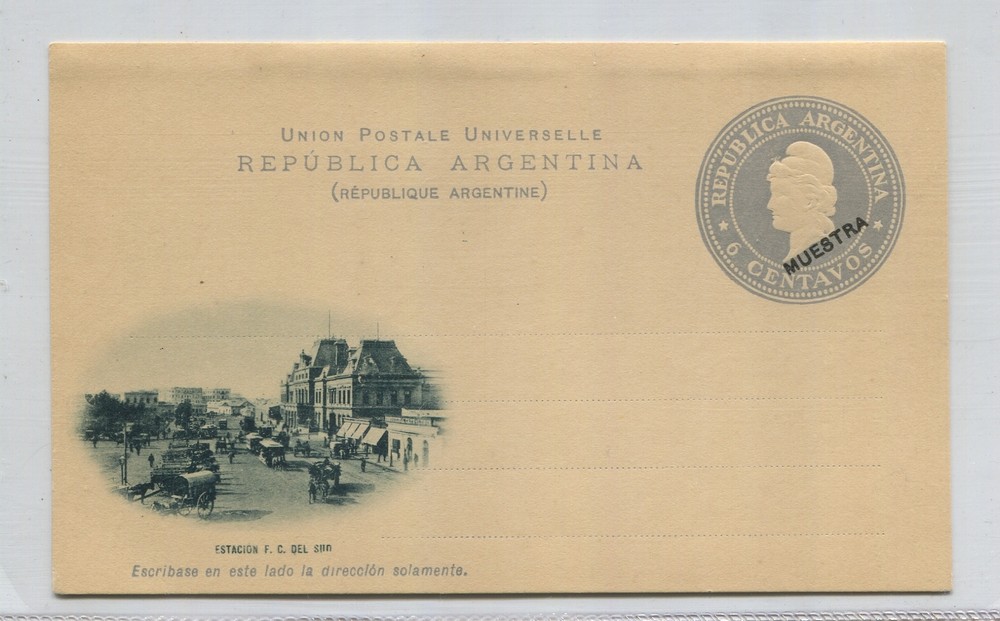 UNION POSTALE UNIVERSELLE
REPÚBLICA ARGENTINA
(RÉPUBLIQUE ARGENTINE)
REPUBLICA ARGENTINA
6 CENTAVOS
MUESTRA
ESTACION F. C. DEL SUD
Escribase en este lado la dirección solamente.